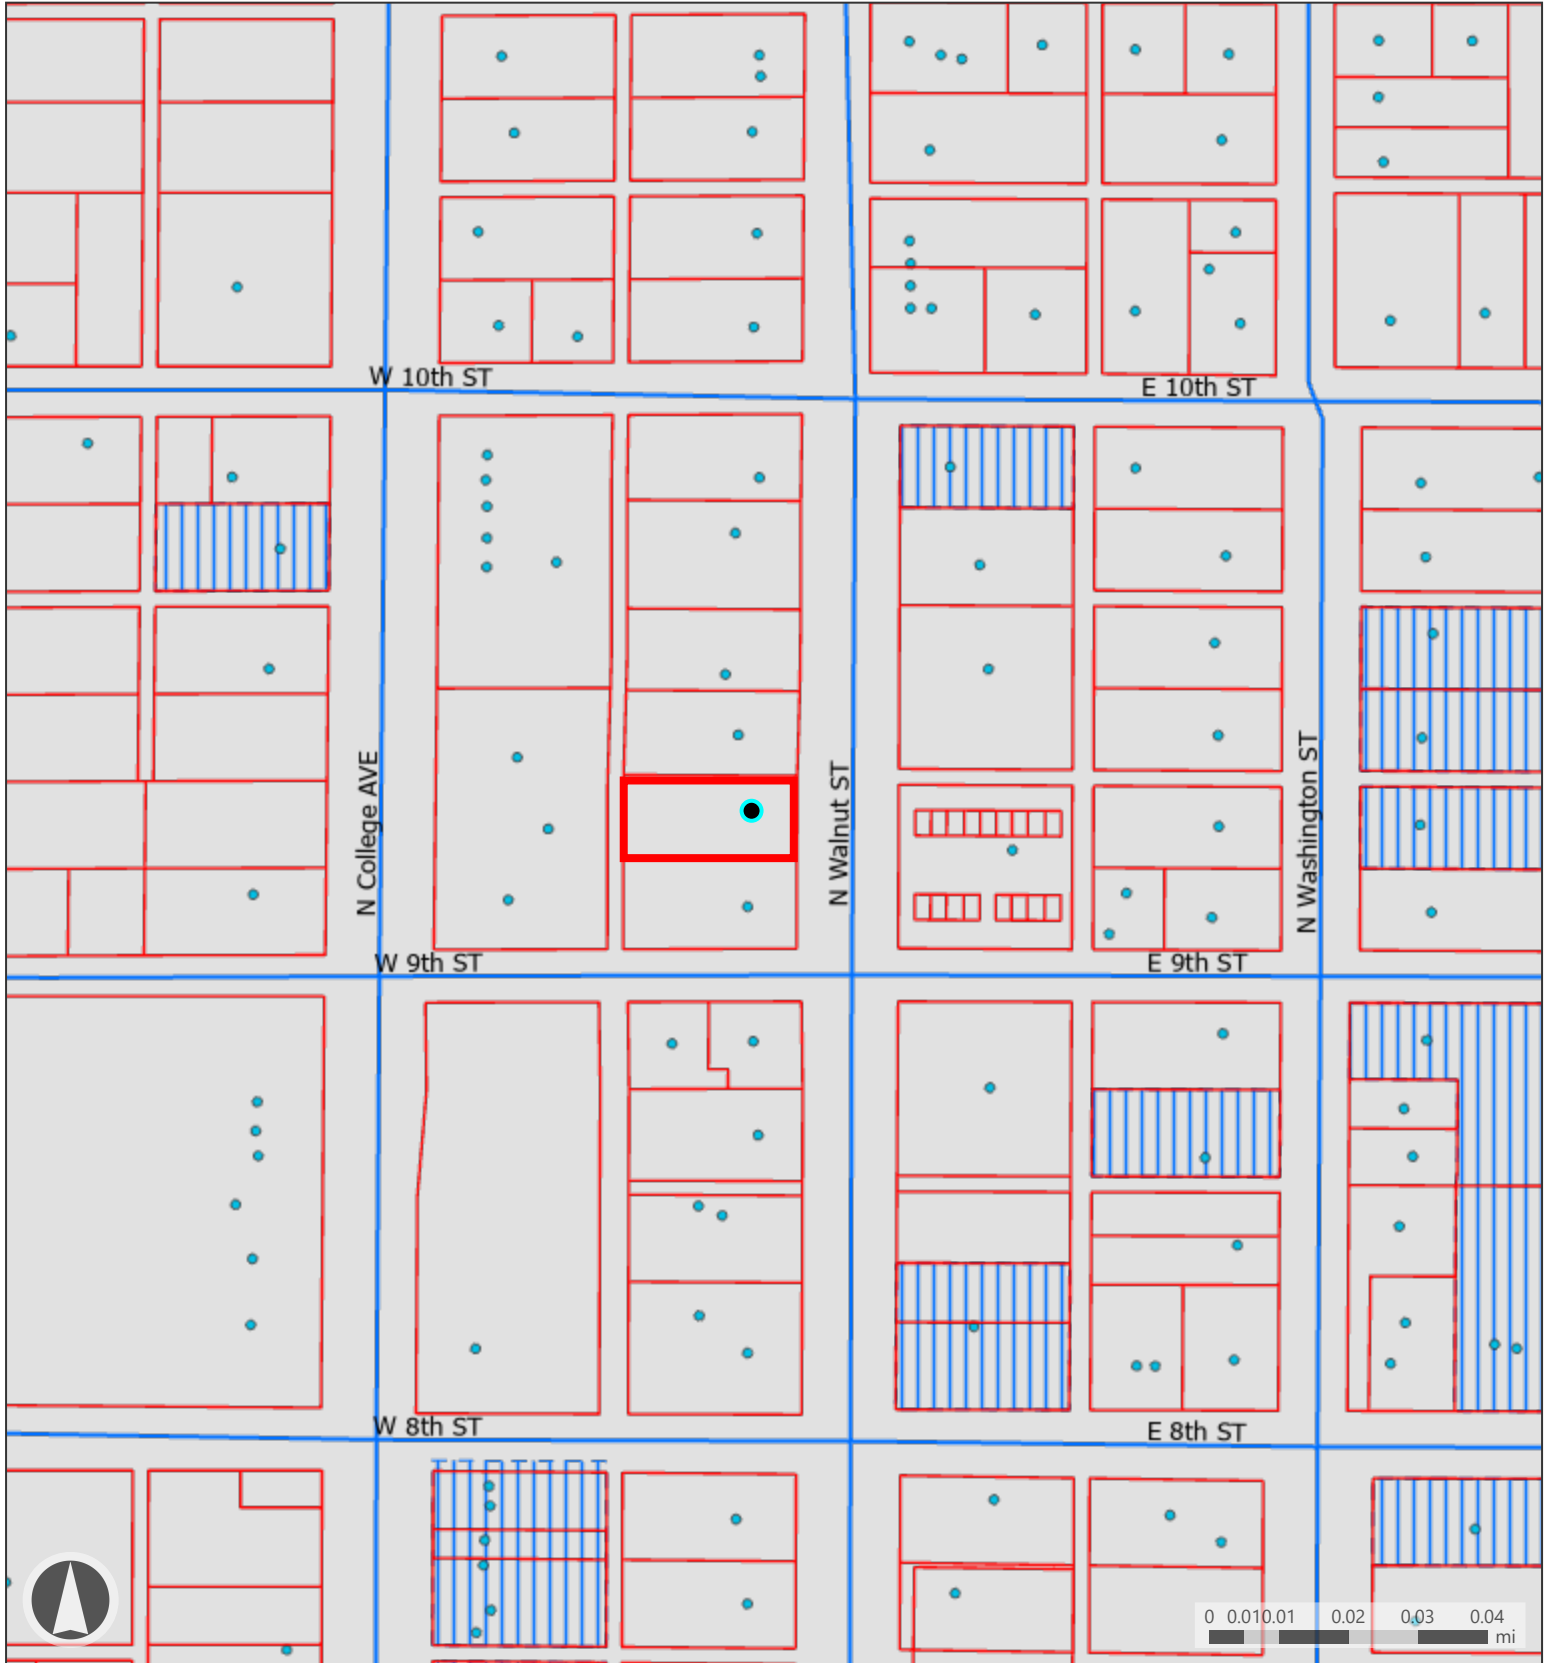 W 10th ST
E 10th ST
N College AVE
N Walnut ST
N Washington ST
W 9th ST
E 9th ST
W 8th ST
E 8th ST
0 0.010.01 0.02 0.03 0.04
mi